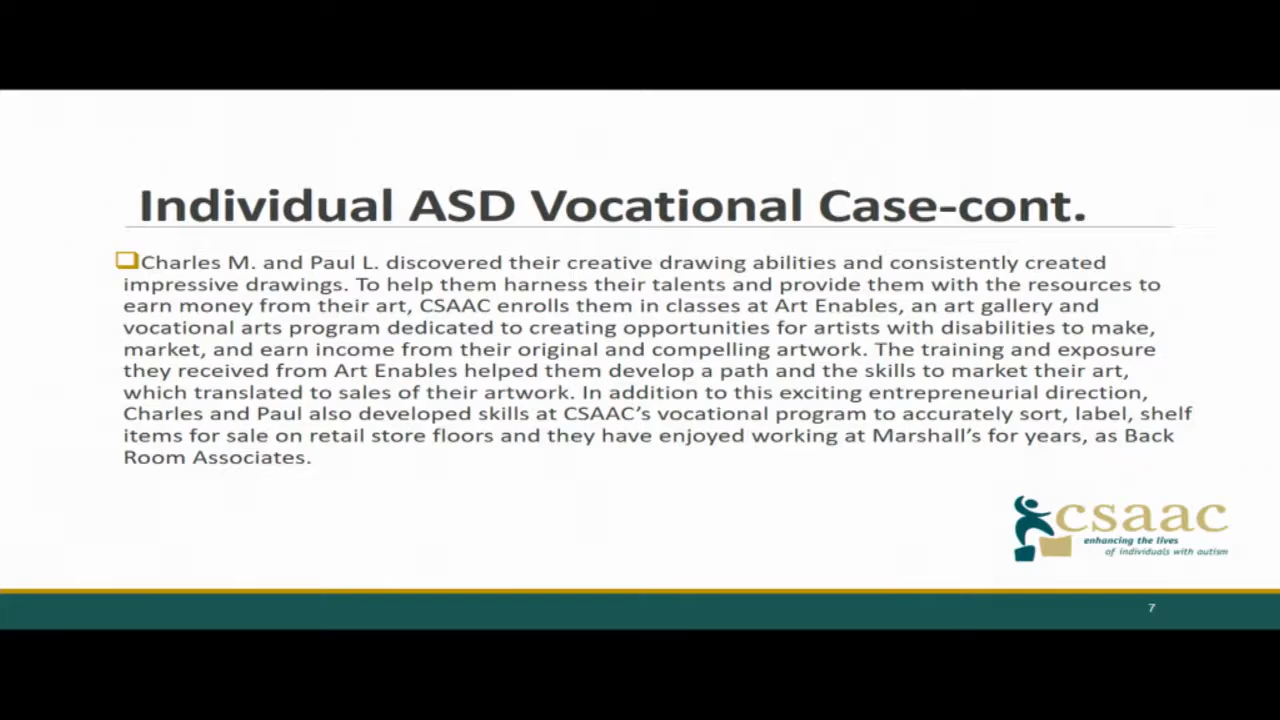 Individual ASD Vocational Case-cont.
Charles M. and Paul L. discovered their creative drawing abilities and consistently created
impressive drawings. To help them harness their talents and provide them with the resources to
earn money from their art, CSAAC enrolls them in classes at Art Enables, an art gallery and
vocational arts program dedicated to creating opportunities for artists with disabilities to make,
market, and earn income from their original and compelling artwork. The training and exposure
they received from Art Enables helped them develop a path and the skills to market their art,
which translated to sales of their artwork. In addition to this exciting entrepreneurial direction,
Charles and Paul also developed skills at CSAAC’s vocational program to accurately sort, label, shelf
items for sale on retail store floors and they have enjoyed working at Marshall’s for years, as Back
Room Associates.
csaac
enhancing the lives
of individuals with autism
7